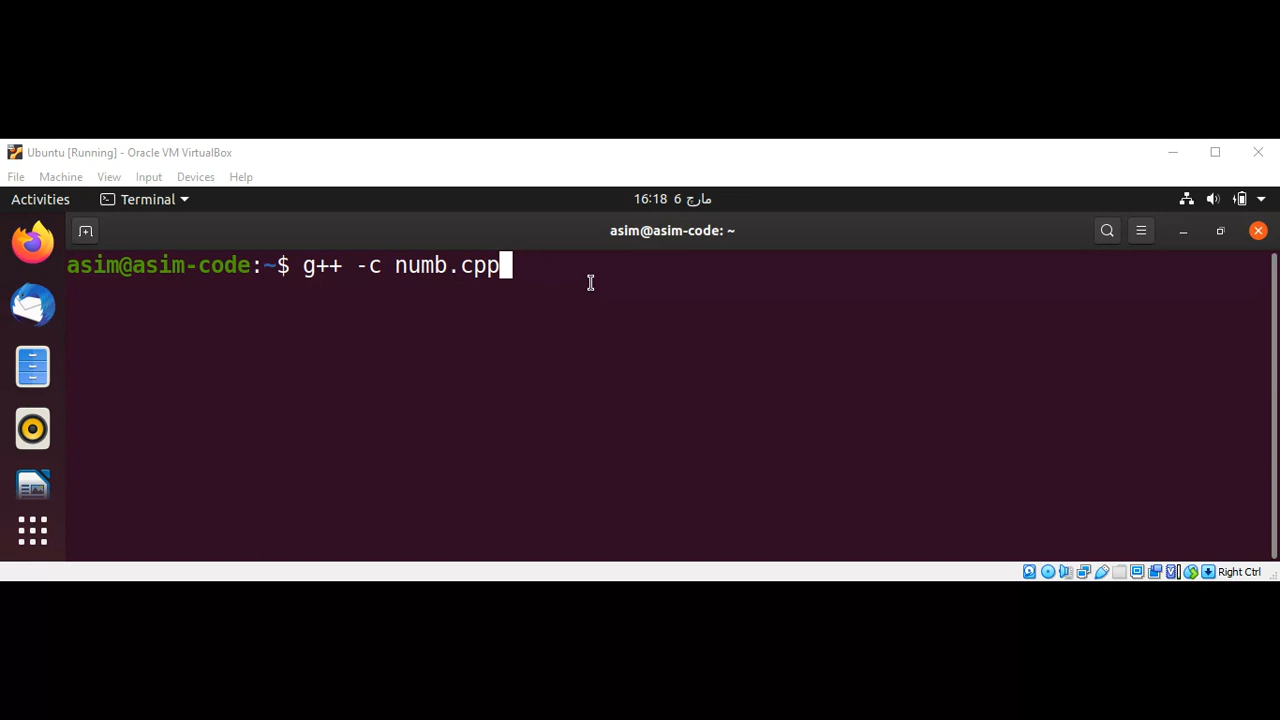 Ubuntu [Running] - Oracle VM VirtualBox
File Machine View Input Devices Help
Activities Terminal 16:18 6 مارچ
asim@asim-code: ~
asim@asim-code:~$ g++ -c numb.cpp
Right Ctrl